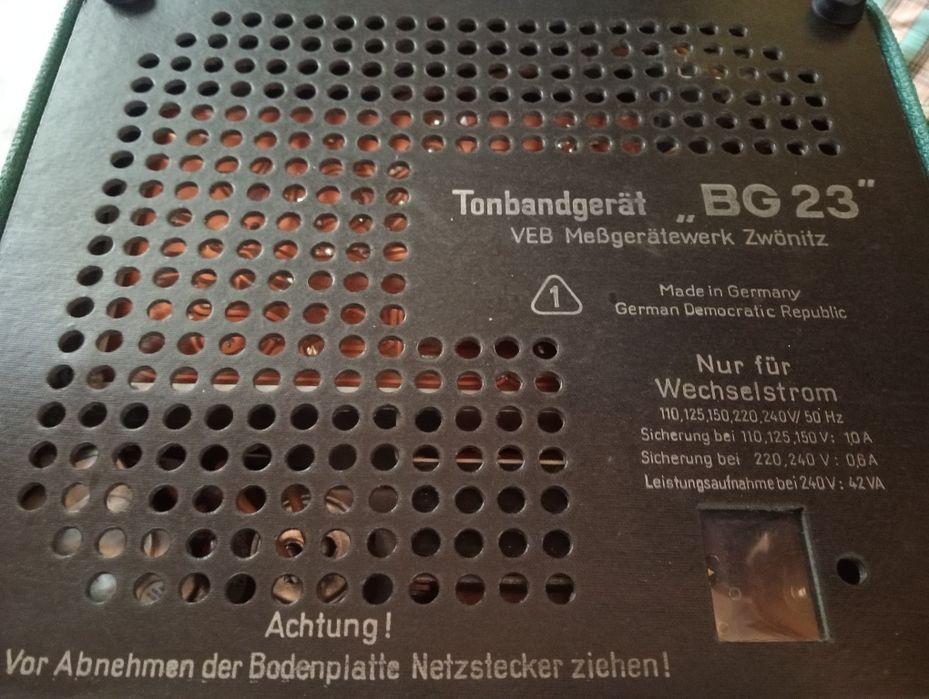 Tonbandgerät „BG 23"
VEB Meßgerätewerk Zwönitz
1
Made in Germany
German Democratic Republic
Nur für
Wechselstrom
110,125,150,220,240V/ 50 Hz
Sicherung bei 110,125,150 V: 1,0 A
Sicherung bei 220,240 V: 0,6 A
Leistungsaufnahme bei 240V: 42 VA
Achtung!
Vor Abnehmen der Bodenplatte Netzstecker ziehen!